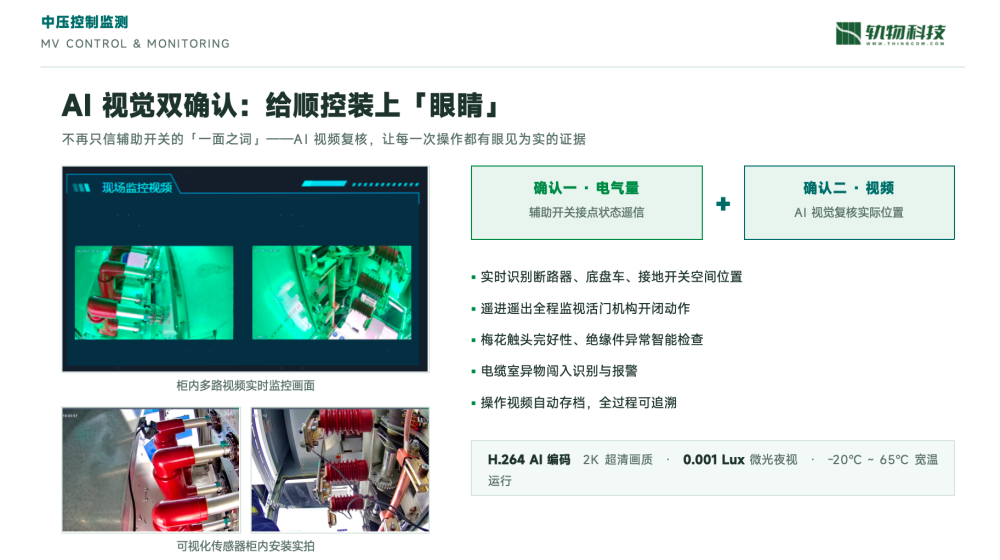 中压控制监测
MV CONTROL & MONITORING
轨物科技
WWW.THINGCOM.COM
AI 视觉双确认：给顺控装上「眼睛」
不再只信辅助开关的「一面之词」——AI 视频复核，让每一次操作都有眼见为实的证据
现场监控视频
柜内多路视频实时监控画面
可视化传感器柜内安装实拍
确认一 · 电气量
辅助开关接点状态遥信
+
确认二 · 视频
AI 视觉复核实际位置
▪ 实时识别断路器、底盘车、接地开关空间位置
▪ 遥进遥出全程监视活门机构开闭动作
▪ 梅花触头完好性、绝缘件异常智能检查
▪ 电缆室异物闯入识别与报警
▪ 操作视频自动存档，全过程可追溯
H.264 AI 编码 2K 超清画质 · 0.001 Lux 微光夜视 · -20℃ ~ 65℃ 宽温
运行